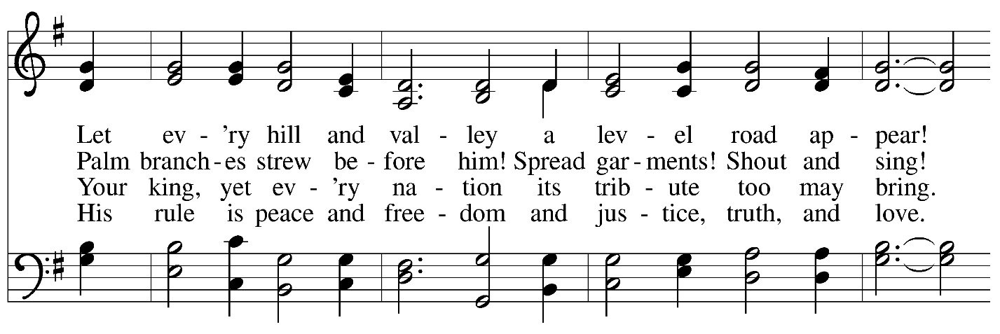 Let ev - 'ry hill and val - ley a lev - el road ap - pear!
Palm branch - es strew be - fore him! Spread gar - ments! Shout and sing!
Your king, yet ev - 'ry na - tion its trib - ute too may bring.
His rule is peace and free - dom and jus - tice, truth, and love.